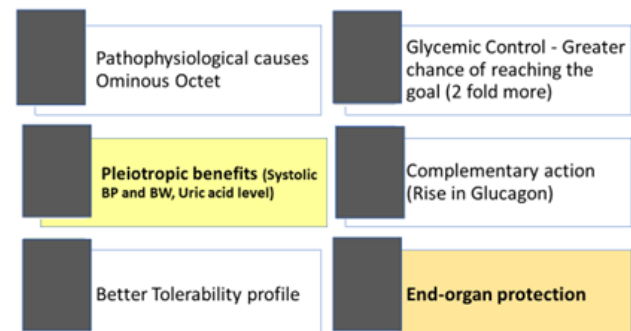 Pathophysiological causes
Ominous Octet
Glycemic Control - Greater
chance of reaching the
goal (2 fold more)
Pleiotropic benefits (Systolic
BP and BW, Uric acid level)
Complementary action
(Rise in Glucagon)
Better Tolerability profile
End-organ protection